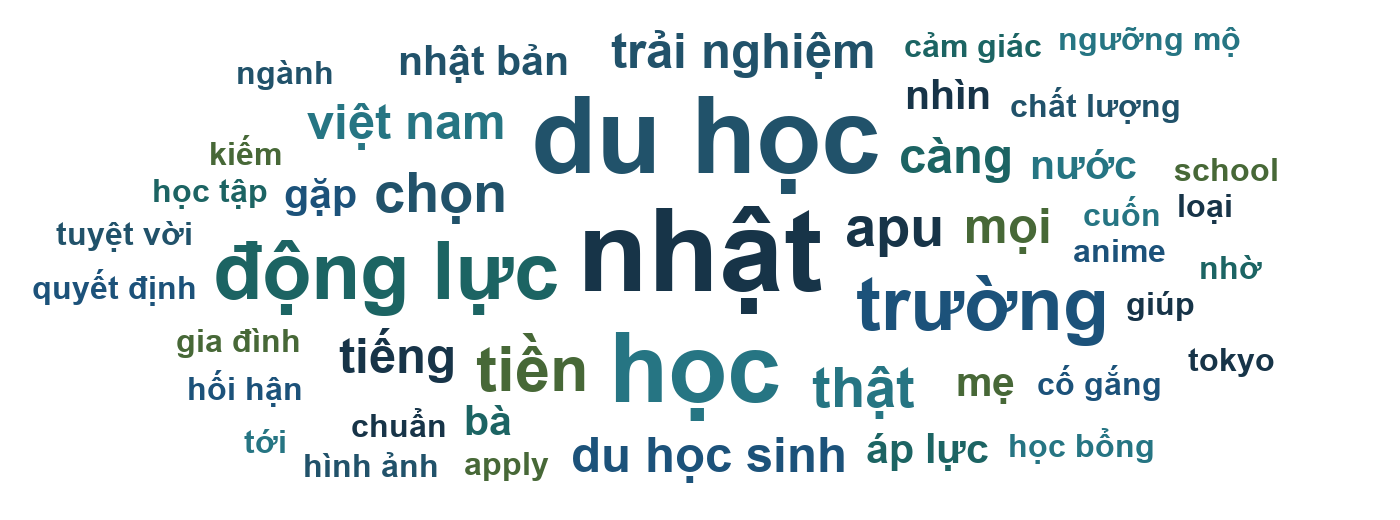 ngành
nhật bản
trải nghiệm
cảm giác
ngưỡng mộ
việt nam
du học
nhìn
chất lượng
kiếm
càng
nước
school
học tập
gặp
chọn
nhật
apu
mọi
cuốn
loại
tuyệt vời
động lực
anime
nhờ
quyết định
trường
giúp
gia đình
tiếng
tiền
học
thật
mẹ
cố gắng
tokyo
hối hận
chuẩn
bà
tới
hình ảnh
apply
du học sinh
áp lực
học bổng